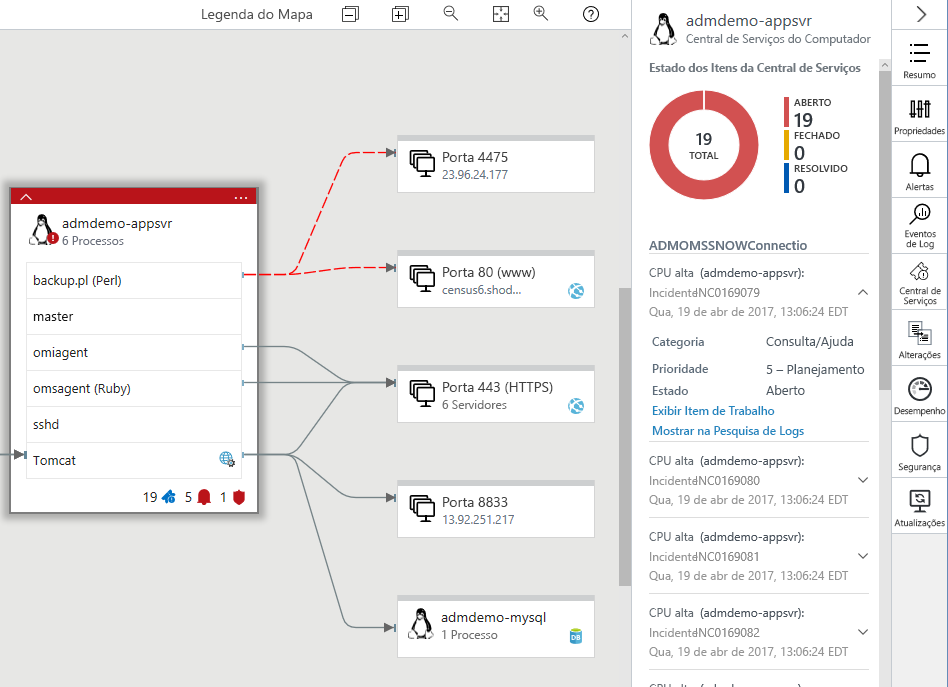 Legenda do Mapa
admdemo-appsvr
6 Processos
backup.pl (Perl)
master
omiagent
omsagent (Ruby)
sshd
Tomcat
19 5 1
Porta 4475
23.96.24.177
Porta 80 (www)
census6.shod...
Porta 443 (HTTPS)
6 Servidores
Porta 8833
13.92.251.217
admdemo-mysql
1 Processo
DB
admdemo-appsvr
Central de Serviços do Computador
Estado dos Itens da Central de Serviços
19
TOTAL
ABERTO
19
FECHADO
0
RESOLVIDO
0
ADMOMSSNOWConnectio
CPU alta (admdemo-appsvr):
IncidenteINC0169079
Qua, 19 de abr de 2017, 13:06:24 EDT
Categoria Consulta/Ajuda
Prioridade 5 – Planejamento
Estado Aberto
Exibir Item de Trabalho
Mostrar na Pesquisa de Logs
CPU alta (admdemo-appsvr):
IncidenteINC0169080
Qua, 19 de abr de 2017, 13:06:24 EDT
CPU alta (admdemo-appsvr):
IncidenteINC0169081
Qua, 19 de abr de 2017, 13:06:24 EDT
CPU alta (admdemo-appsvr):
IncidenteINC0169082
Qua, 19 de abr de 2017, 13:06:24 EDT
Resumo
Propriedades
Alertas
Eventos
de Log
Central de
Serviços
Alterações
Desempenho
Segurança
Atualizações